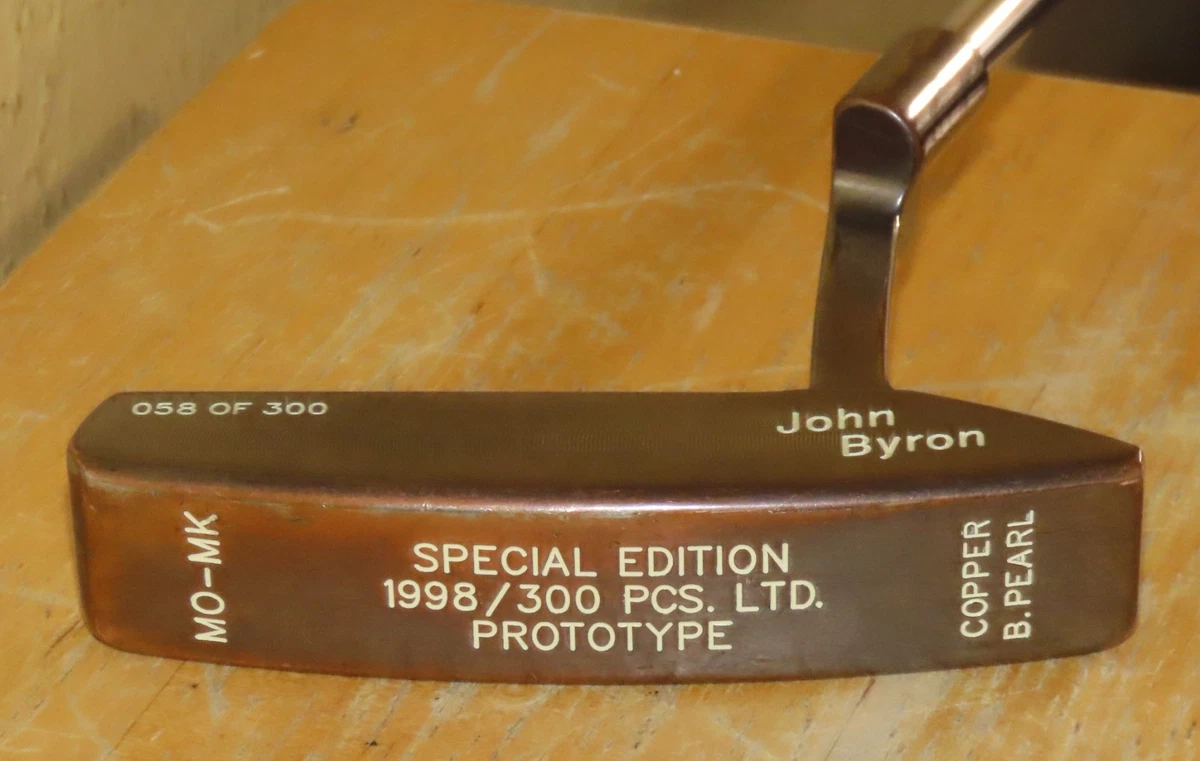 058 OF 300
John
Byron
MO-MK
SPECIAL EDITION
1998/300 PCS. LTD.
PROTOTYPE
COPPER
B.PEARL